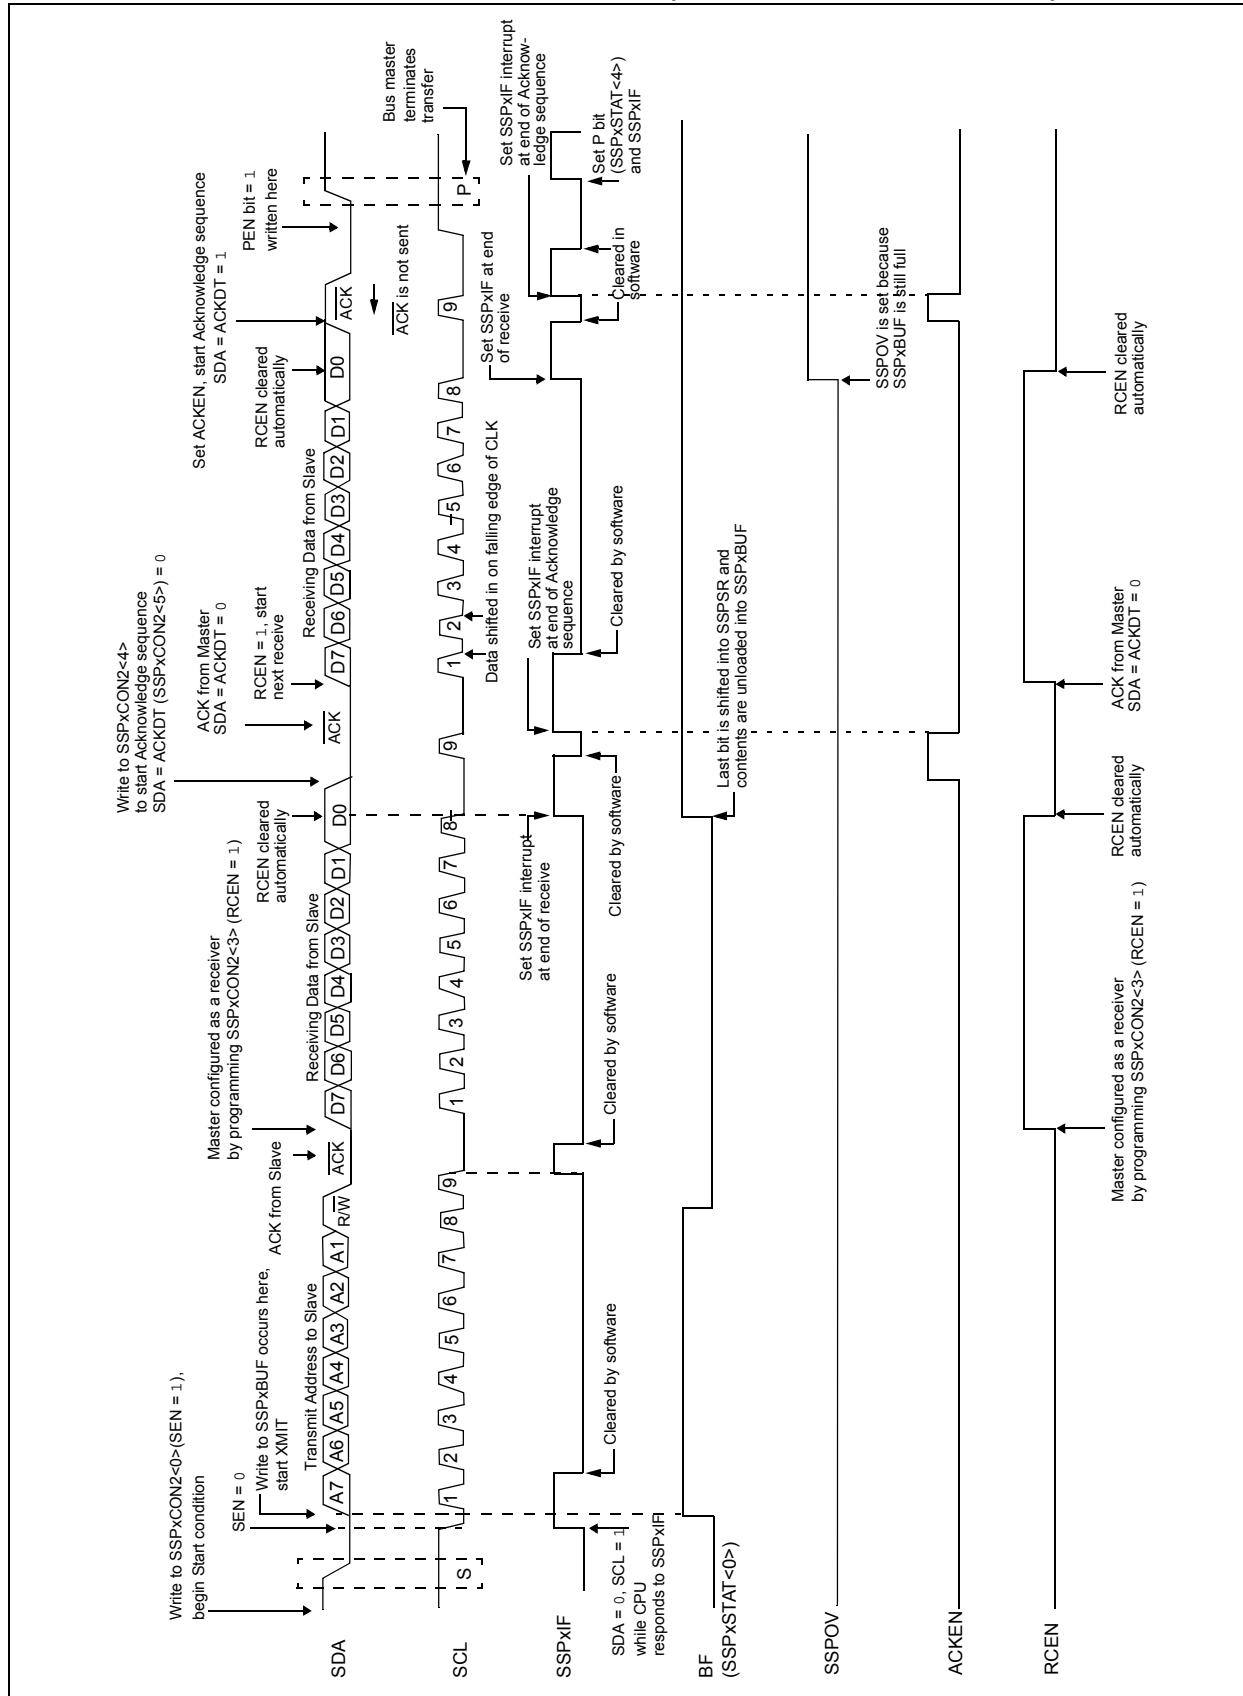 Write to SSPxCON2<0>(SEN = 1),
begin Start condition
SEN = 0
Write to SSPxBUF occurs here,
start XMIT
ACK from Slave
Master configured as a receiver
by programming SSPxCON2<3> (RCEN = 1)
RCEN cleared
automatically
Write to SSPxCON2<4>
to start Acknowledge sequence
SDA = ACKDT (SSPxCON2<5>) = 0
ACK from Master
SDA = ACKDT = 0
RCEN = 1, start
next receive
RCEN cleared
automatically
Set ACKEN, start Acknowledge sequence
SDA = ACKDT = 1
PEN bit = 1
written here
Transmit Address to Slave
Receiving Data from Slave
Receiving Data from Slave
SDA
A7 A6 A5 A4 A3 A2 A1 R/W ACK D7 D6 D5 D4 D3 D2 D1 D0 ACK D7 D6 D5 D4 D3 D2 D1 D0 ACK
ACK is not sent
Bus master
terminates
transfer
SCL
S 1 2 3 4 5 6 7 8 9 1 2 3 4 5 6 7 8 9 1 2 3 4 5 6 7 8 9 P
Data shifted in on falling edge of CLK
Set SSPxIF interrupt
at end of receive
Set SSPxIF interrupt
at end of Acknowledge
sequence
Set SSPxIF at end
of receive
Set SSPxIF interrupt
at end of Acknow-
ledge sequence
SSPxIF
SDA = 0, SCL = 1
while CPU
responds to SSPxIF
Cleared by software
Cleared by software
Cleared by software
Cleared by software
Cleared in
software
Set P bit
(SSPxSTAT<4>)
and SSPxIF
BF
(SSPxSTAT<0>)
Last bit is shifted into SSPSR and
contents are unloaded into SSPxBUF
SSPOV
SSPOV is set because
SSPxBUF is still full
ACKEN
RCEN
Master configured as a receiver
by programming SSPxCON2<3> (RCEN = 1)
RCEN cleared
automatically
ACK from Master
SDA = ACKDT = 0
RCEN cleared
automatically
Cleared by software